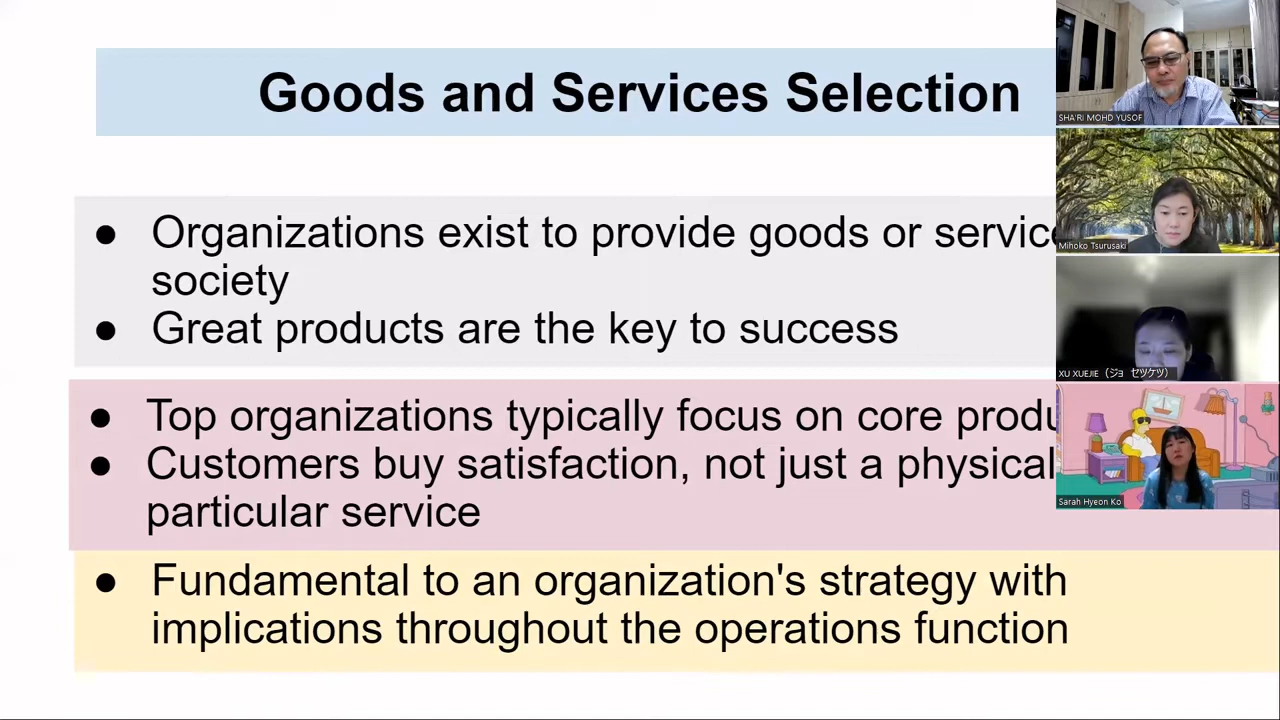 Goods and Services Selection
● Organizations exist to provide goods or service
society
● Great products are the key to success
● Top organizations typically focus on core produ
● Customers buy satisfaction, not just a physical
particular service
● Fundamental to an organization's strategy with
implications throughout the operations function
SHA'RI MOHD YUSOF
Mihoko Tsurusaki
XU XUEJIE（ジョ セツケツ）
Sarah Hyeon Ko